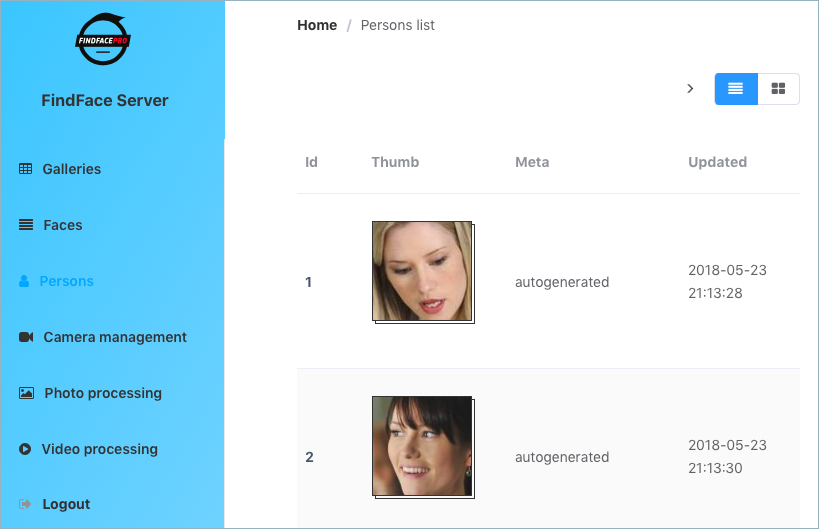 FINDFACEPRO
FindFace Server
Galleries
Faces
Persons
Camera management
Photo processing
Video processing
Logout
Home / Persons list
Id Thumb Meta Updated
1 autogenerated 2018-05-23
21:13:28
2 autogenerated 2018-05-23
21:13:30